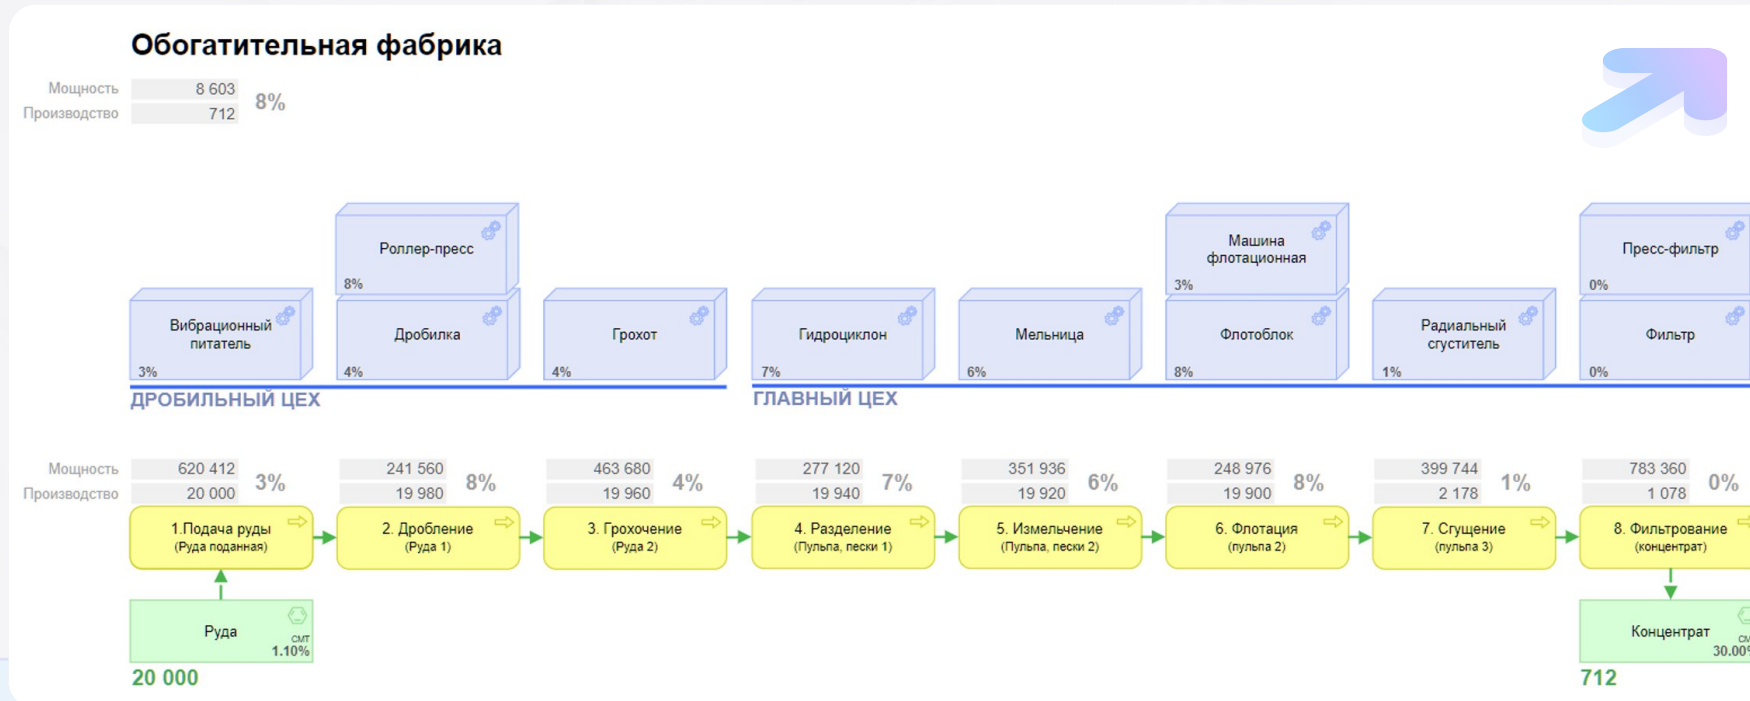 Обогатительная фабрика
Мощность 8 603
8%
Производство 712
Роллер-пресс
8%
Машина
флотационная
3%
Пресс-фильтр
0%
Вибрационный
питатель
3%
Дробилка
4%
Грохот
4%
Гидроциклон
7%
Мельница
6%
Флотоблок
8%
Радиальный
сгуститель
1%
Фильтр
0%
ДРОБИЛЬНЫЙ ЦЕХ
ГЛАВНЫЙ ЦЕХ
Мощность 620 412 241 560 463 680 277 120 351 936 248 976 399 744 783 360
3% 8% 4% 7% 6% 8% 1% 0%
Производство 20 000 19 980 19 960 19 940 19 920 19 900 2 178 1 078
1.Подача руды
(Руда поданная)
2. Дробление
(Руда 1)
3. Грохочение
(Руда 2)
4. Разделение
(Пульпа, пески 1)
5. Измельчение
(Пульпа, пески 2)
6. Флотация
(пульпа 2)
7. Сгущение
(пульпа 3)
8. Фильтрование
(концентрат)
Руда
СМТ
1.10%
20 000
Концентрат
30.00%
712